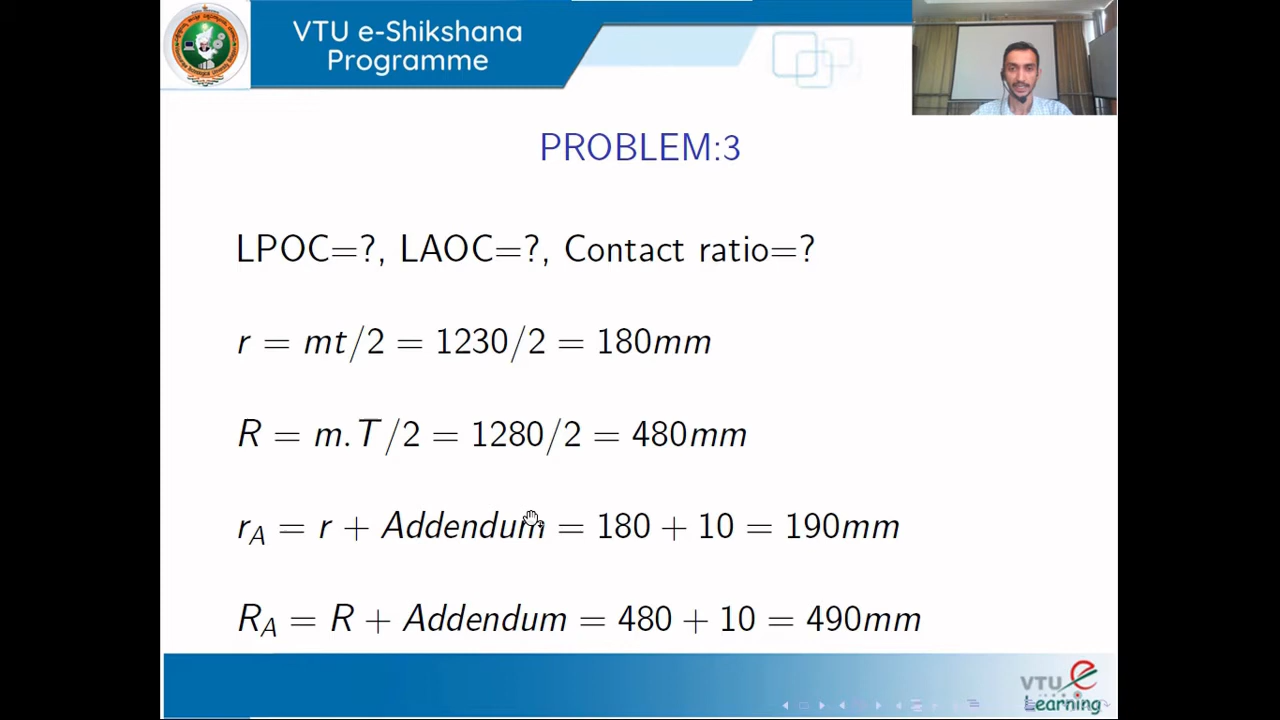 VTU e-Shikshana
Programme
PROBLEM:3
LPOC=?, LAOC=?, Contact ratio=?
r = mt/2 = 1230/2 = 180mm
R = m.T/2 = 1280/2 = 480mm
r_A = r + Addendum = 180 + 10 = 190mm
R_A = R + Addendum = 480 + 10 = 490mm
VTU e
Learning